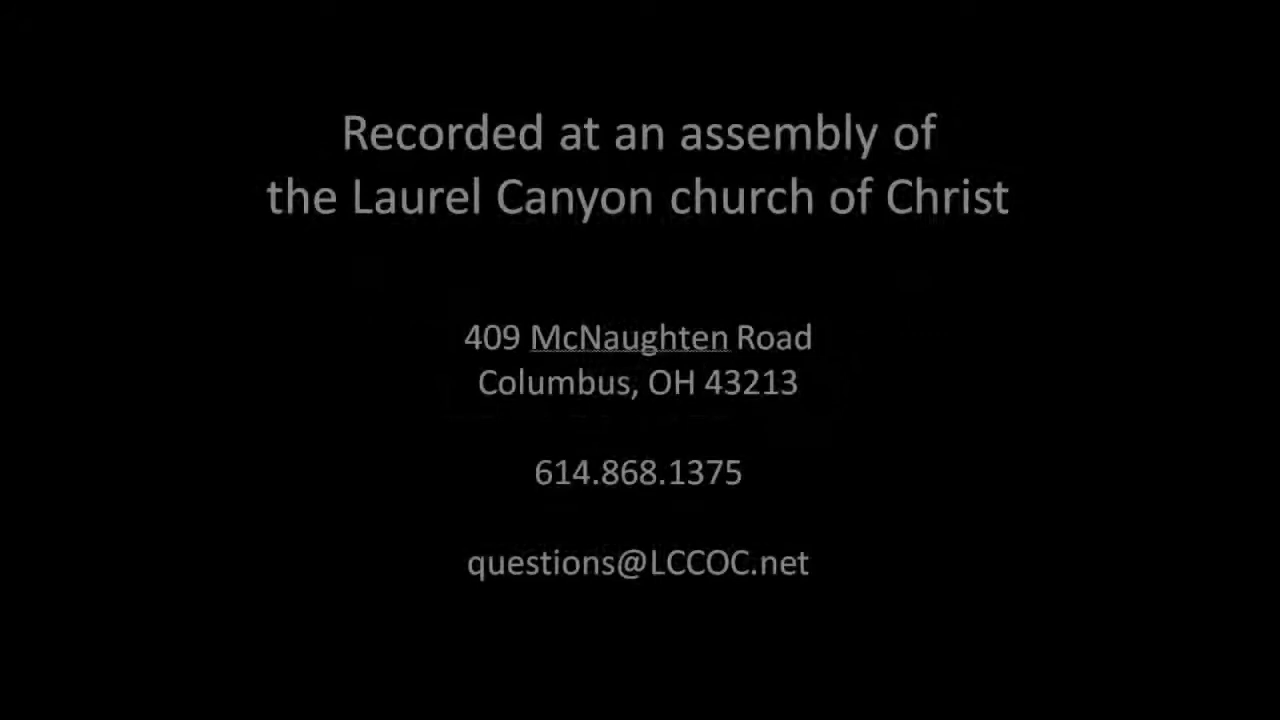 Recorded at an assembly of
the Laurel Canyon church of Christ
409 McNaughten Road
Columbus, OH 43213
614.868.1375
questions@LCCOC.net